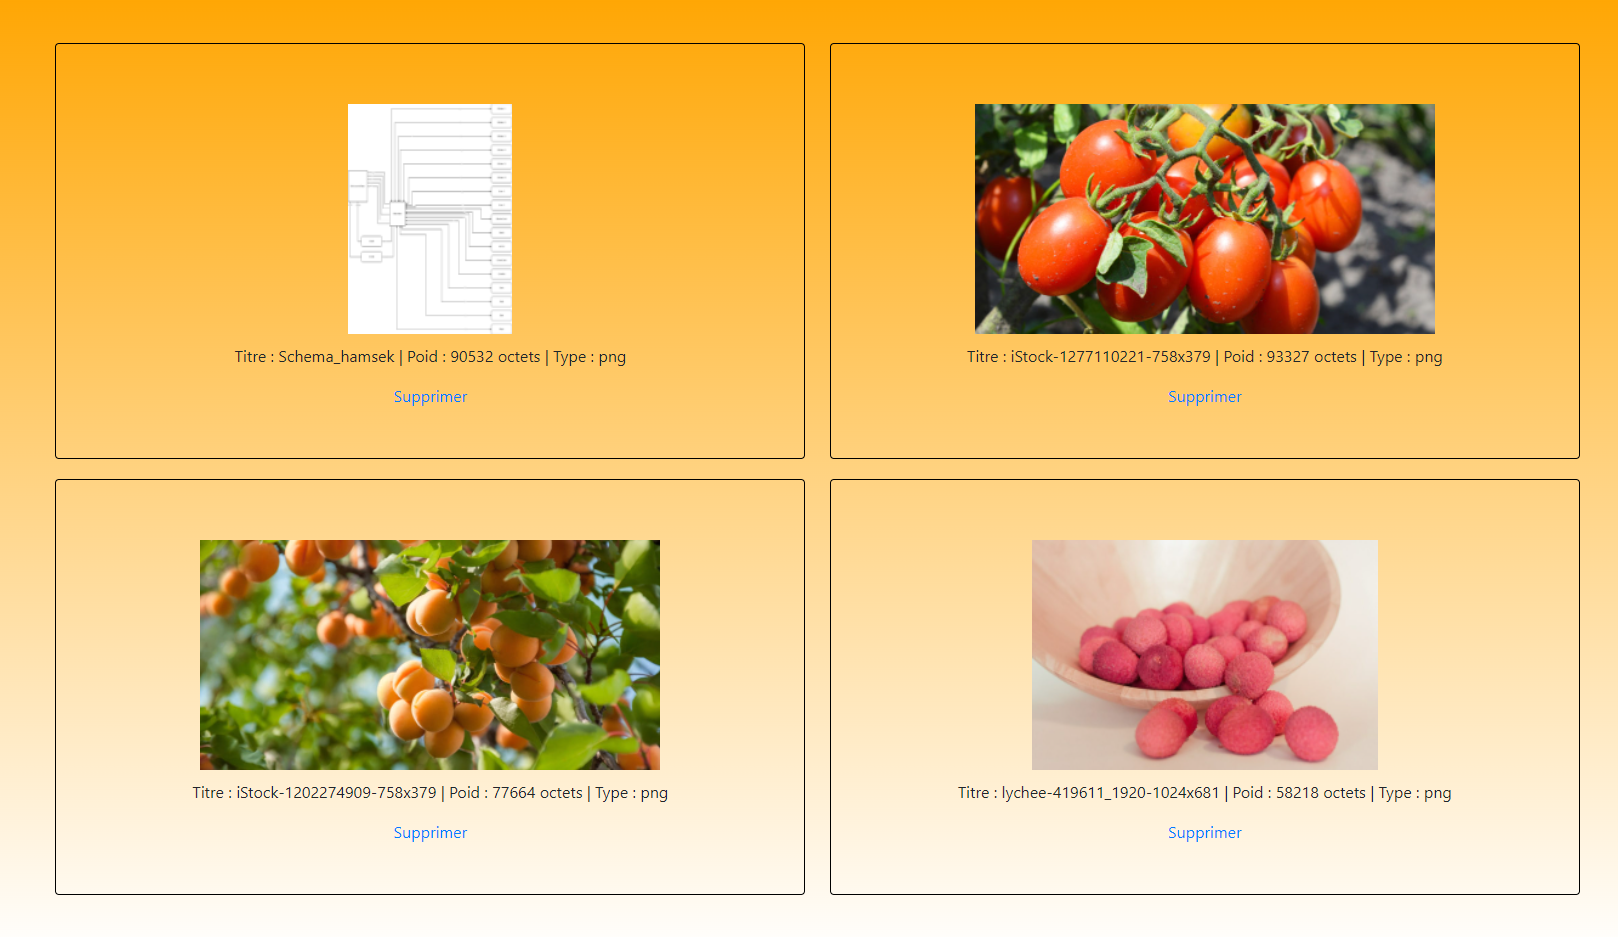 Titre : Schema_hamsek | Poid : 90532 octets | Type : png
Supprimer
Titre : iStock-1277110221-758x379 | Poid : 93327 octets | Type : png
Supprimer
Titre : iStock-1202274909-758x379 | Poid : 77664 octets | Type : png
Supprimer
Titre : lychee-419611_1920-1024x681 | Poid : 58218 octets | Type : png
Supprimer